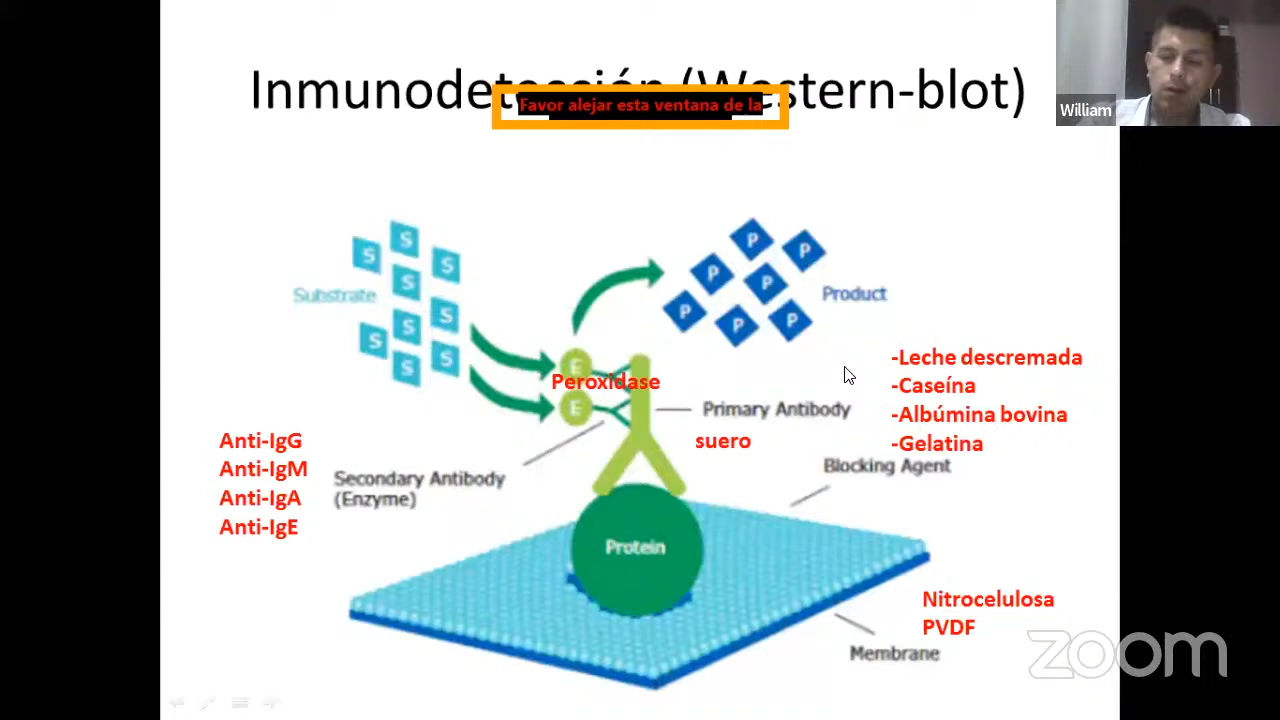 Inmunodetección (Western-blot)
Favor alejar esta ventana de la
William
S
S
S
S
S
S
S
S
S
Substrate
P
P
P
P
P
P
P
Product
E
Peroxidase
E
-Leche descremada
-Caseína
-Albúmina bovina
-Gelatina
Primary Antibody
suero
Blocking Agent
Anti-IgG
Anti-IgM
Anti-IgA
Anti-IgE
Secondary Antibody
(Enzyme)
Protein
Nitrocelulosa
PVDF
Membrane
zoom